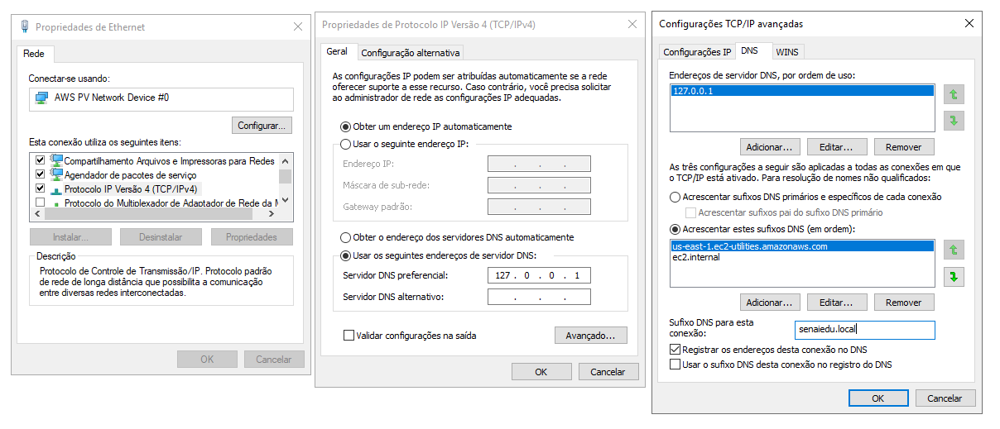 Propriedades de Ethernet
Rede
Conectar-se usando:
AWS PV Network Device #0
Configurar...
Esta conexão utiliza os seguintes itens:
Compartilhamento Arquivos e Impressoras para Redes
Agendador de pacotes de serviço
Protocolo IP Versão 4 (TCP/IPv4)
Protocolo do Multiplexador de Adaptador de Rede da
Instalar...
Desinstalar
Propriedades
Descrição
Protocolo de Controle de Transmissão/IP. Protocolo padrão
de rede de longa distância que possibilita a comunicação
entre diversas redes interconectadas.
OK
Cancelar
Propriedades de Protocolo IP Versão 4 (TCP/IPv4)
Geral
Configuração alternativa
As configurações IP podem ser atribuídas automaticamente se a rede
oferecer suporte a esse recurso. Caso contrário, você precisa solicitar
ao administrador de rede as configurações IP adequadas.
Obter um endereço IP automaticamente
Usar o seguinte endereço IP:
Endereço IP: . . .
Máscara de sub-rede: . . .
Gateway padrão: . . .
Obter o endereço dos servidores DNS automaticamente
Usar os seguintes endereços de servidor DNS:
Servidor DNS preferencial: 127 . 0 . 0 . 1
Servidor DNS alternativo: . . .
Validar configurações na saída
Avançado...
OK
Cancelar
Configurações TCP/IP avançadas
Configurações IP
DNS
WINS
Endereços de servidor DNS, por ordem de uso:
127.0.0.1
Adicionar...
Editar...
Remover
As três configurações a seguir são aplicadas a todas as conexões em que
o TCP/IP está ativado. Para resolução de nomes não qualificados:
Acrescentar sufixos DNS primários e específicos de cada conexão
Acrescentar sufixos pai do sufixo DNS primário
Acrescentar estes sufixos DNS (em ordem):
us-east-1.ec2-utilities.amazonaws.com
ec2.internal
Adicionar...
Editar...
Remover
Sufixo DNS para esta
conexão:
senaiedu.local
Registrar os endereços desta conexão no DNS
Usar o sufixo DNS desta conexão no registro do DNS
OK
Cancelar